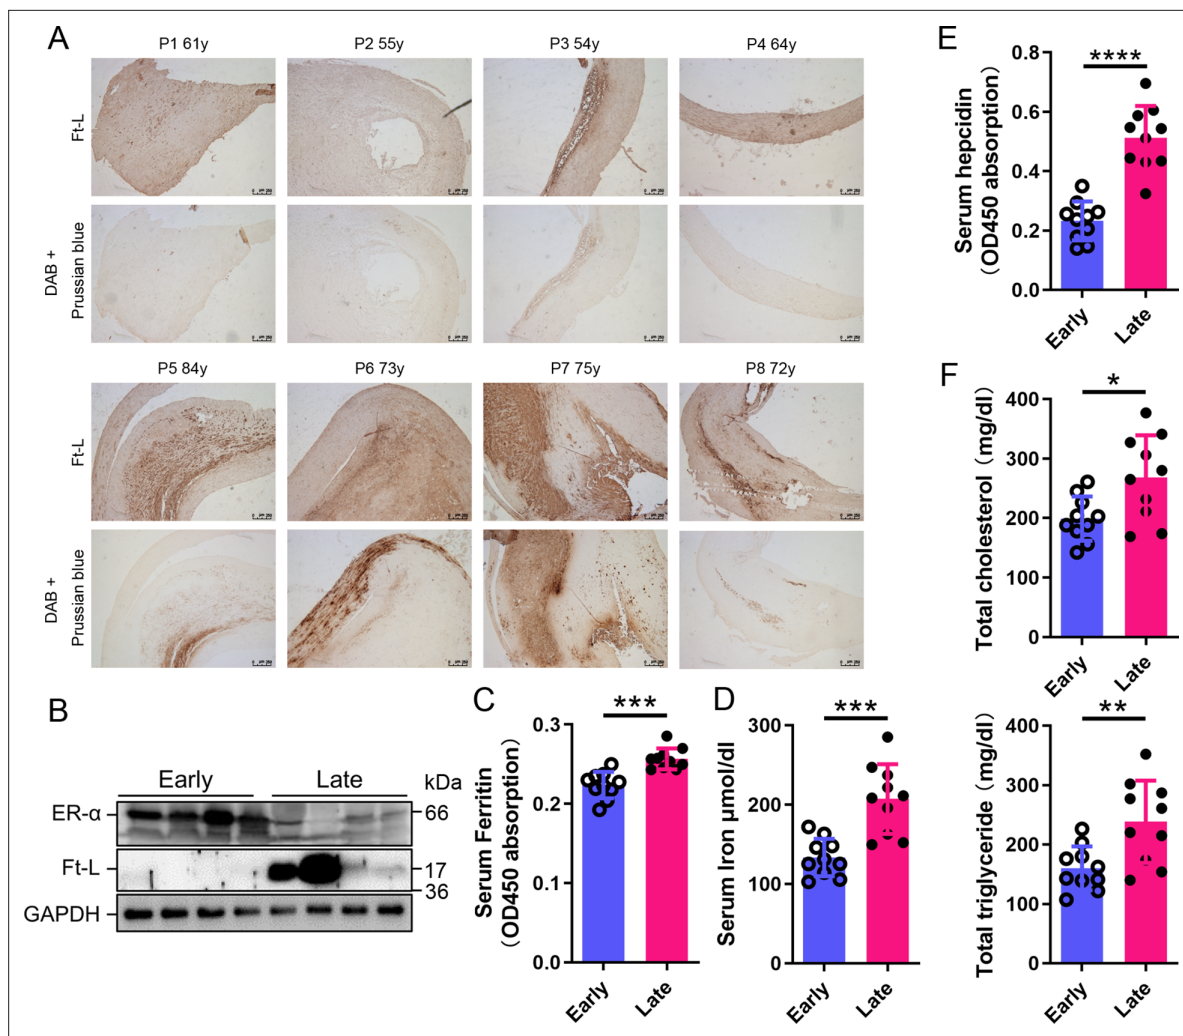 A
P1 61y
P2 55y
P3 54y
P4 64y
Ft-L
DAB +
Prussian blue
P5 84y
P6 73y
P7 75y
P8 72y
Ft-L
DAB +
Prussian blue
B
Early
Late
kDa
ER-α
66
Ft-L
17
36
GAPDH
C
***
Serum Ferritin
(OD450 absorption)
0.3
0.2
0.1
0.0
Early
Late
D
***
Serum Iron μmol/dl
300
200
100
0
Early
Late
E
****
Serum hepcidin
(OD450 absorption)
0.8
0.6
0.4
0.2
0.0
Early
Late
F
*
Total cholesterol (mg/dl)
400
300
200
100
0
Early
Late
**
Total triglyceride (mg/dl)
400
300
200
100
0
Early
Late